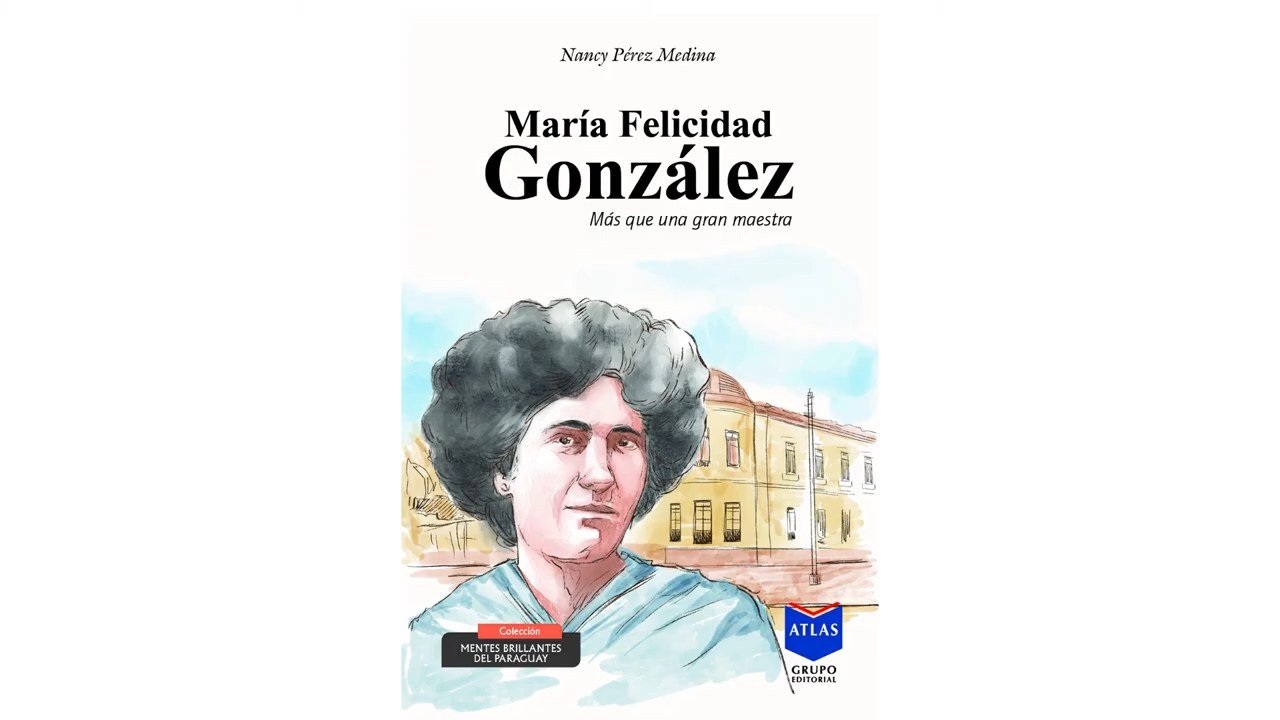 Nancy Pérez Medina
María Felicidad
González
Más que una gran maestra
Colección
MENTES BRILLANTES
DEL PARAGUAY
ATLAS
GRUPO
EDITORIAL